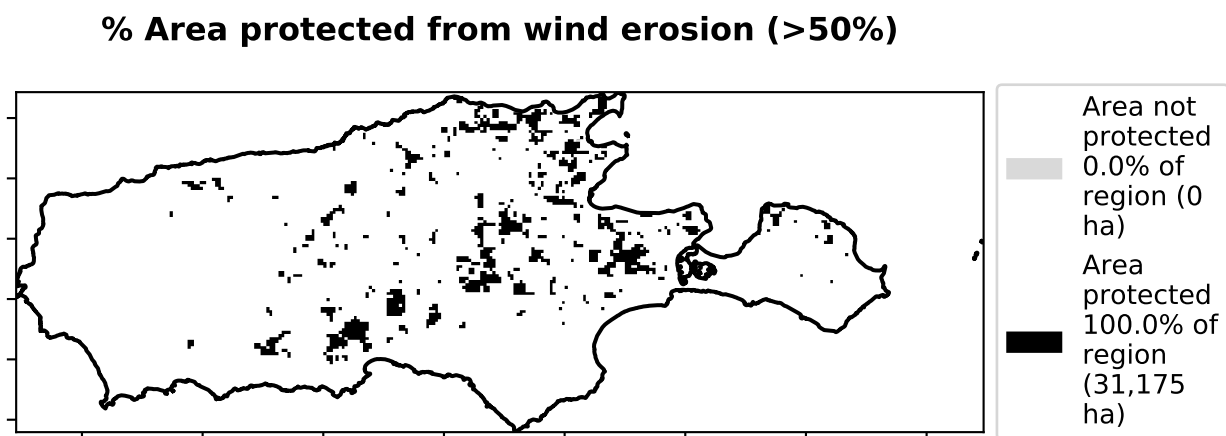 % Area protected from wind erosion (>50%)
Area not
protected
0.0% of
region (0
ha)
Area
protected
100.0% of
region
(31,175
ha)